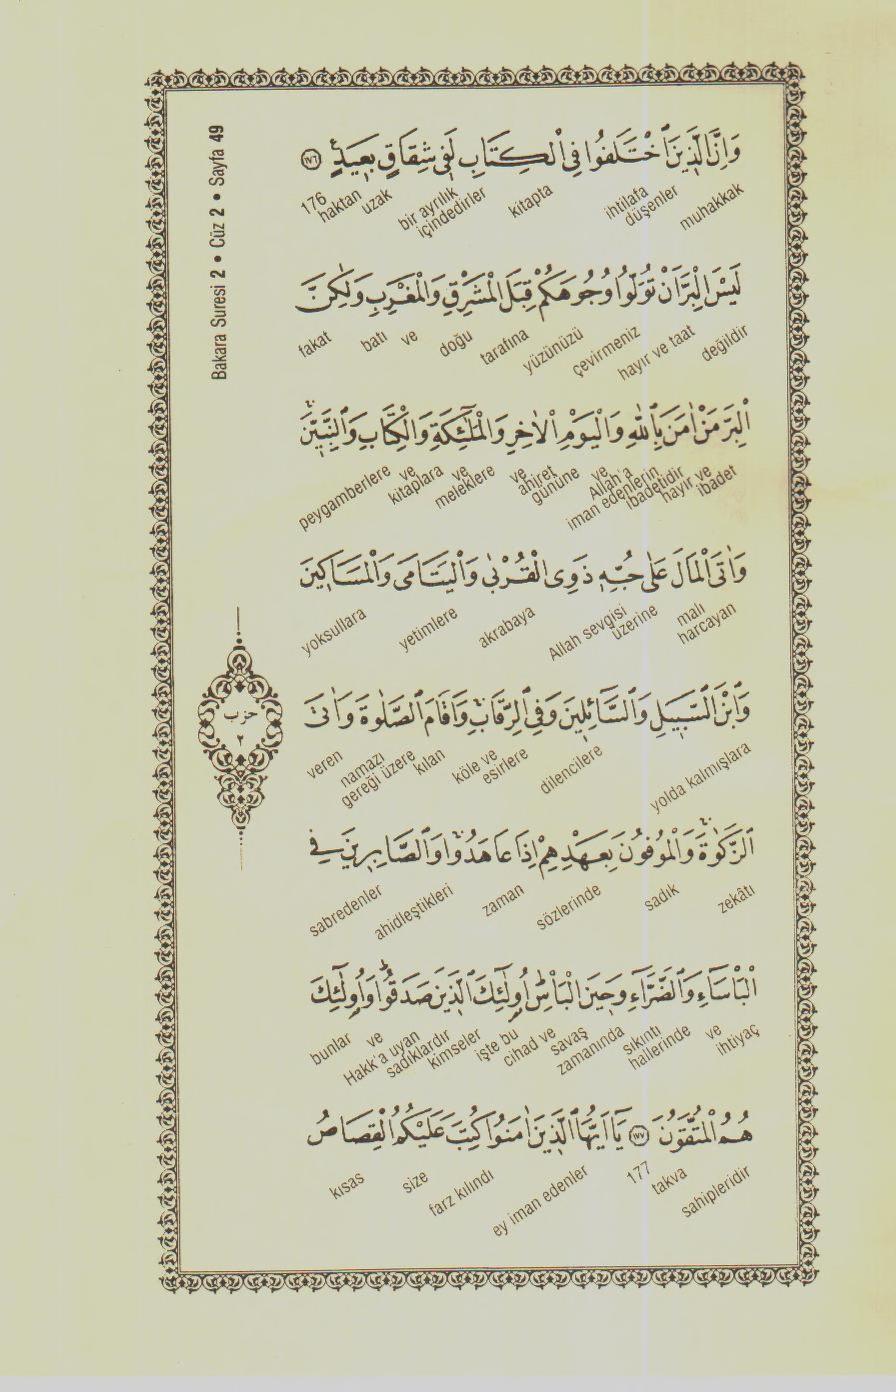 Bakara Suresi 2 • Cüz 2 • Sayfa 49
وَاِنَّ الَّذ۪ينَ اخْتَلَفُوا فِي الْكِتَابِ لَف۪ي شِقَاقٍ بَع۪يدٍ ﴿١٧٦﴾
muhakkak ihtilafa düşenler kitapta bir ayrılık içindedirler uzak haktan 176
لَيْسَ الْبِرَّ اَنْ تُوَلُّوا وُجُوهَكُمْ قِبَلَ الْمَشْرِقِ وَالْمَغْرِبِ وَلٰكِنَّ
değildir hayır ve taat çevirmeniz yüzünüzü tarafına doğu ve batı fakat
الْبِرَّ مَنْ اٰمَنَ بِاللّٰهِ وَالْيَوْمِ الْاٰخِرِ وَالْمَلٰٓئِكَةِ وَالْكِتَابِ وَالنَّبِيّ۪نَۚ
hayır ve ibadet ibadetidir iman edenlerin Allah'a ve ahiret gününe ve meleklere ve kitaplara ve peygamberlere
وَاٰتَى الْمَالَ عَلٰى حُبِّه۪ ذَوِي الْقُرْبٰى وَالْيَتَامٰى وَالْمَسَاك۪ينَ
malı harcayan Allah sevgisi üzerine akrabaya yetimlere yoksullara
وَابْنَ السَّب۪يلِ وَالسَّٓائِل۪ينَ وَفِي الرِّقَابِۚ وَاَقَامَ الصَّلٰوةَ وَاٰتَى
yolda kalmışlara dilencilere köle ve esirlere kılan namazı gereği üzere veren
حزب ٢
الزَّكٰوةَۚ وَالْمُوفُونَ بِعَهْدِهِمْ اِذَا عَاهَدُواۚ وَالصَّابِر۪ينَ فِي
zekâtı sadık sözlerinde zaman ahidleştikleri sabredenler
الْبَأْسَٓاءِ وَالضَّرَّٓاءِ وَح۪ينَ الْبَأْسِۜ اُو۬لٰٓئِكَ الَّذ۪ينَ صَدَقُواۜ وَاُو۬لٰٓئِكَ
ihtiyaç ve sıkıntı hallerinde savaş zamanında cihad ve işte bu kimseler sadıklardır Hakk'a uyan ve bunlar
هُمُ الْمُتَّقُونَ ﴿١٧٧﴾ يَٓا اَيُّهَا الَّذ۪ينَ اٰمَنُوا كُتِبَ عَلَيْكُمُ الْقِصَاصُ
sahipleridir takva 177 ey iman edenler farz kılındı size kısas